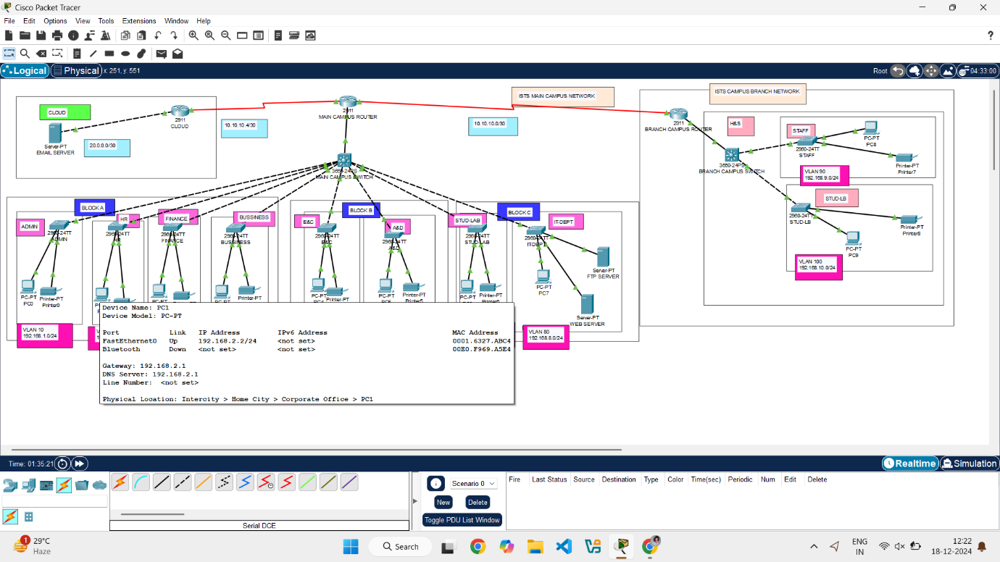 Cisco Packet Tracer
File Edit Options View Tools Extensions Window Help
?
Logical Physical x: 251, y: 551
Root 04:33:00
CLOUD
Server-PT
EMAIL SERVER
20.0.0.0/30
2911
CLOUD
10.10.10.4/30
2911
MAIN CAMPUS ROUTER
ISTS MAIN CAMPUS NETWORK
10.10.10.0/30
3650-24PS
MAIN CAMPUS SWITCH
ISTS CAMPUS BRANCH NETWORK
2911
BRANCH CAMPUS ROUTER
H&S
3650-24PS
BRANCH CAMPUS SWITCH
STAFF
2960-24TT
STAFF
PC-PT
PC8
Printer-PT
Printer7
VLAN 90
192.168.9.0/24
STUD-LB
2960-24TT
STUD-LB
PC-PT
PC9
Printer-PT
Printer8
VLAN 100
192.168.10.0/24
BLOCK A
ADMIN
2960-24TT
ADMIN
HR
2960-24TT
HR
FINANCE
2960-24TT
FINANCE
BUSSINESS
2960-24TT
BUSSINESS
BLOCK B
E&C
2960-24TT
E&C
A&D
2960-24TT
A&D
BLOCK C
STUD-LAB
2960-24TT
STUD-LAB
IT-DEPT
2960-24TT
IT-DEPT
PC-PT
PC0
Printer-PT
Printer0
Printer-PT
PC-PT
Printer-PT
PC-PT
Printer-PT
Printer-PT
PC-PT
PC7
Server-PT
FTP SERVER
Server-PT
WEB SERVER
VLAN 10
192.168.1.0/24
VLAN 80
192.168.8.0/24
Device Name: PC1
Device Model: PC-PT
Port Link IP Address IPv6 Address MAC Address
FastEthernet0 Up 192.168.2.2/24 <not set> 0001.6327.ABC4
Bluetooth Down <not set> <not set> 00E0.F969.A5E4
Gateway: 192.168.2.1
DNS Server: 192.168.2.1
Line Number: <not set>
Physical Location: Intercity > Home City > Corporate Office > PC1
Time: 01:35:21
Realtime Simulation
Serial DCE
Scenario 0
New Delete
Toggle PDU List Window
Fire Last Status Source Destination Type Color Time(sec) Periodic Num Edit Delete
1
29°C
Haze
Search
ENG
IN
12:22
18-12-2024